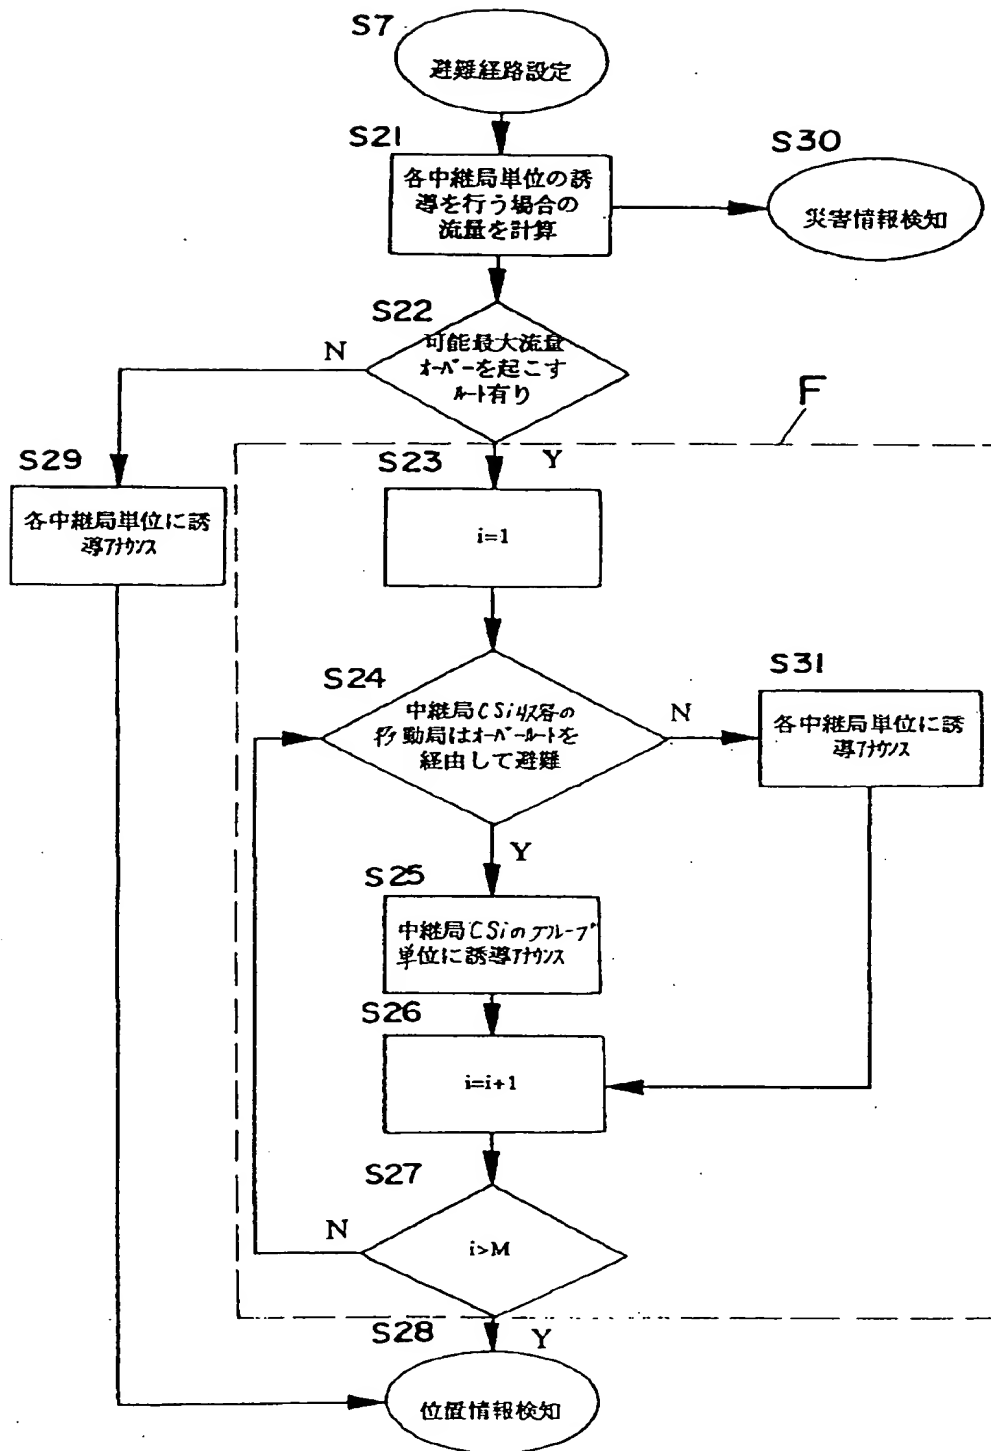 S7
避難経路設定
S21
各中継局単位の誘
導を行う場合の
流量を計算
S30
災害情報検知
S22
可能最大流量
オーバーを起こす
ルート有り
N
Y
F
S29
各中継局単位に誘
導アナウンス
S23
i=1
S24
中継局CSi収容の
移動局はオーバールートを
経由して避難
N
S31
各中継局単位に誘
導アナウンス
Y
S25
中継局CSiのグループ
単位に誘導アナウンス
S26
i=i+1
S27
N
i>M
S28
Y
位置情報検知